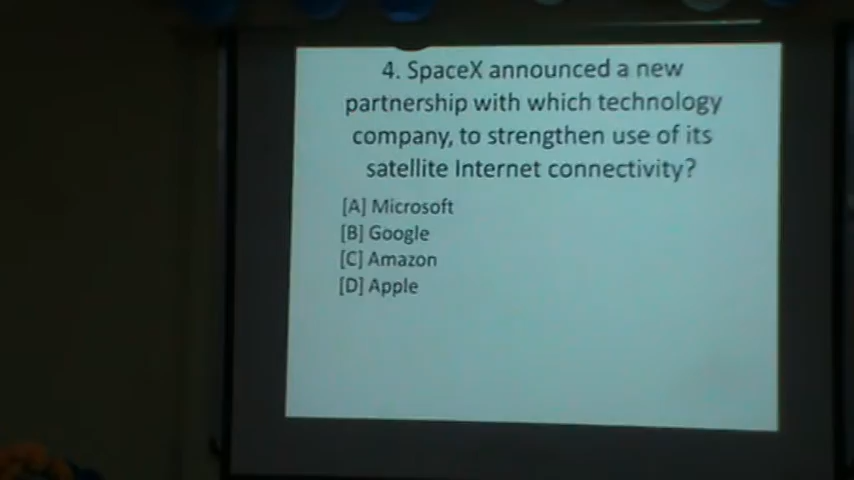 4. SpaceX announced a new
partnership with which technology
company, to strengthen use of its
satellite Internet connectivity?
[A] Microsoft
[B] Google
[C] Amazon
[D] Apple